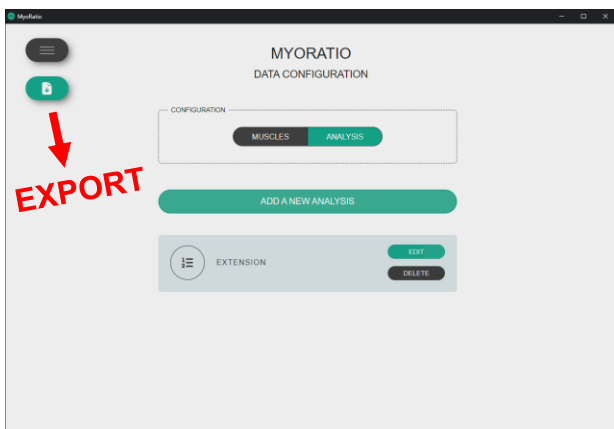 MyoRatio
MYORATIO
DATA CONFIGURATION
CONFIGURATION
MUSCLES ANALYSIS
EXPORT
ADD A NEW ANALYSIS
EXTENSION
EDIT
DELETE